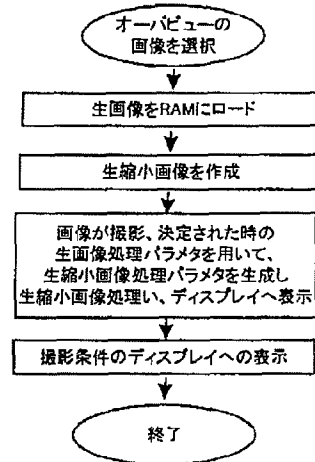 オーバビューの
画像を選択
生画像をRAMにロード
生縮小画像を作成
画像が撮影、決定された時の
生画像処理パラメタを用いて、
生縮小画像処理パラメタを生成し
生縮小画像処理い、ディスプレイへ表示
撮影条件のディスプレイへの表示
終了